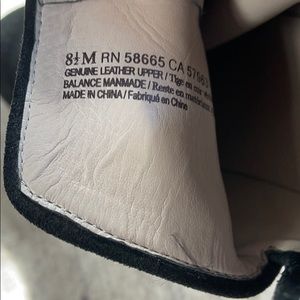 8½M RN 58665 CA
GENUINE LEATHER UPPER / Tige en cuir
BALANCE MANMADE / Reste en
MADE IN CHINA / Fabriqué en Chine